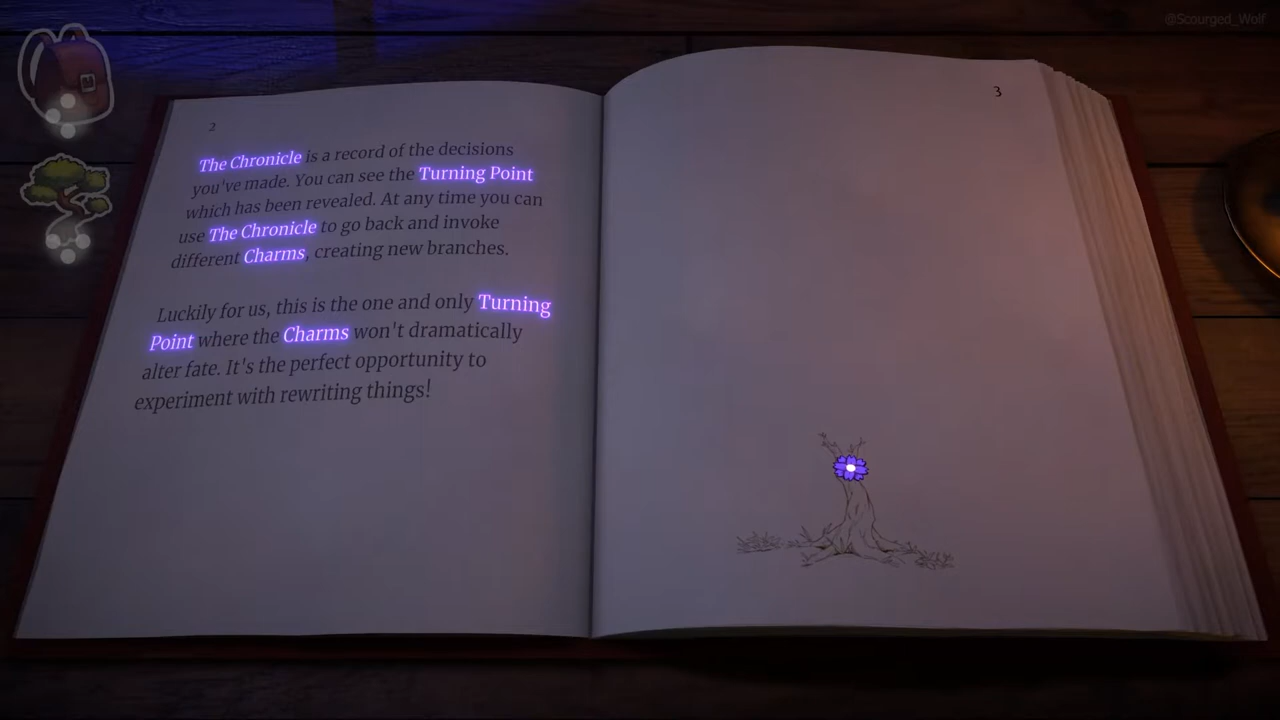 @Scourged_Wolf
2
The Chronicle is a record of the decisions
you've made. You can see the Turning Point
which has been revealed. At any time you can
use The Chronicle to go back and invoke
different Charms, creating new branches.
Luckily for us, this is the one and only Turning
Point where the Charms won't dramatically
alter fate. It's the perfect opportunity to
experiment with rewriting things!
3